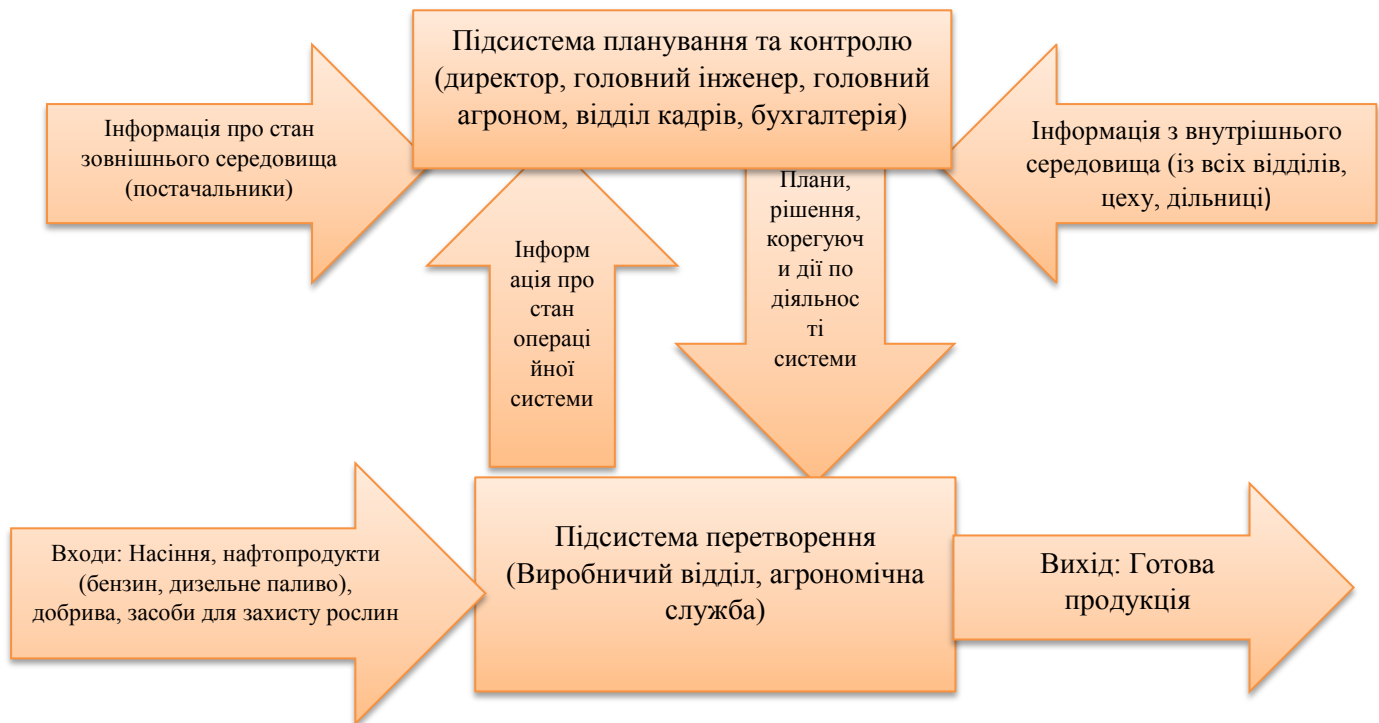 Підсистема планування та контролю
(директор, головний інженер, головний
агроном, відділ кадрів, бухгалтерія)
Інформація про стан
зовнішнього середовища
(постачальники)
Інформація з внутрішнього
середовища (із всіх відділів,
цеху, дільниці)
Інформ
ація про
стан
операці
йної
системи
Плани,
рішення,
корегуюч
и дії по
діяльнос
ті
системи
Входи: Насіння, нафтопродукти
(бензин, дизельне паливо),
добрива, засоби для захисту рослин
Підсистема перетворення
(Виробничий відділ, агрономічна
служба)
Вихід: Готова
продукція